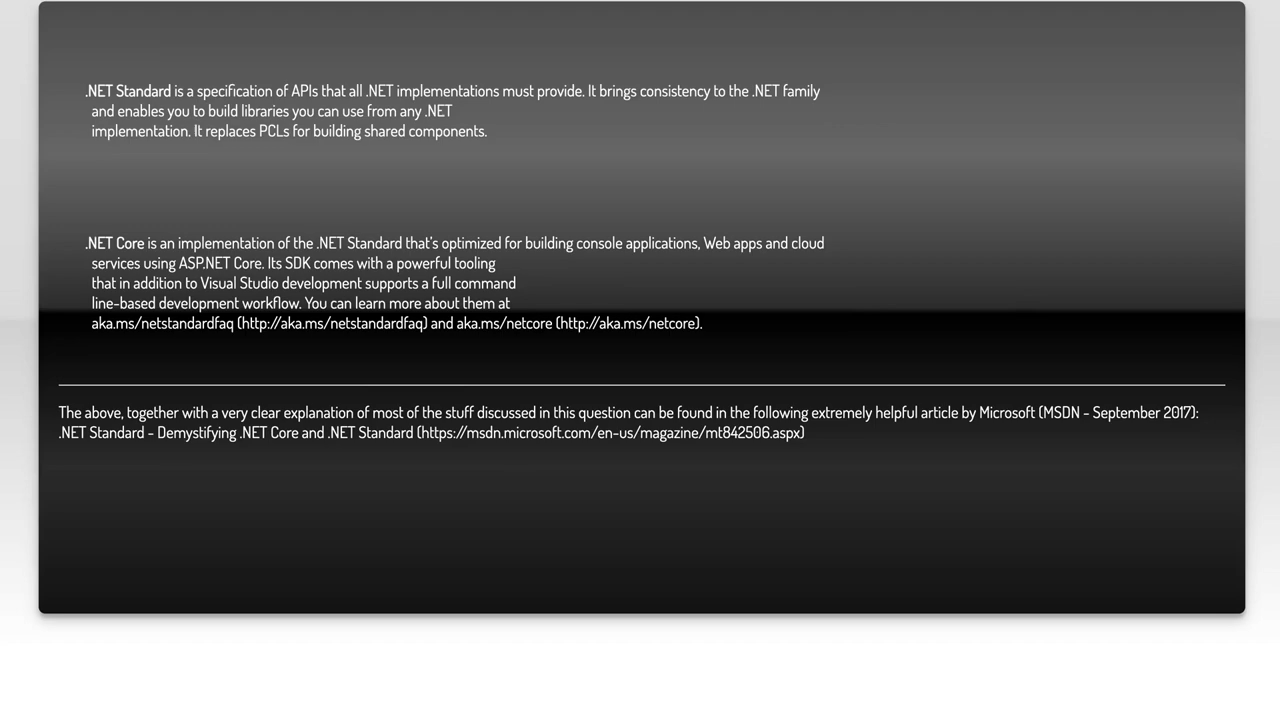 .NET Standard is a specification of APIs that all .NET implementations must provide. It brings consistency to the .NET family
and enables you to build libraries you can use from any .NET
implementation. It replaces PCLs for building shared components.
.NET Core is an implementation of the .NET Standard that's optimized for building console applications, Web apps and cloud
services using ASP.NET Core. Its SDK comes with a powerful tooling
that in addition to Visual Studio development supports a full command
line-based development workflow. You can learn more about them at
aka.ms/netstandardfaq (http://aka.ms/netstandardfaq) and aka.ms/netcore (http://aka.ms/netcore).
The above, together with a very clear explanation of most of the stuff discussed in this question can be found in the following extremely helpful article by Microsoft (MSDN - September 2017):
.NET Standard - Demystifying .NET Core and .NET Standard (https://msdn.microsoft.com/en-us/magazine/mt842506.aspx)